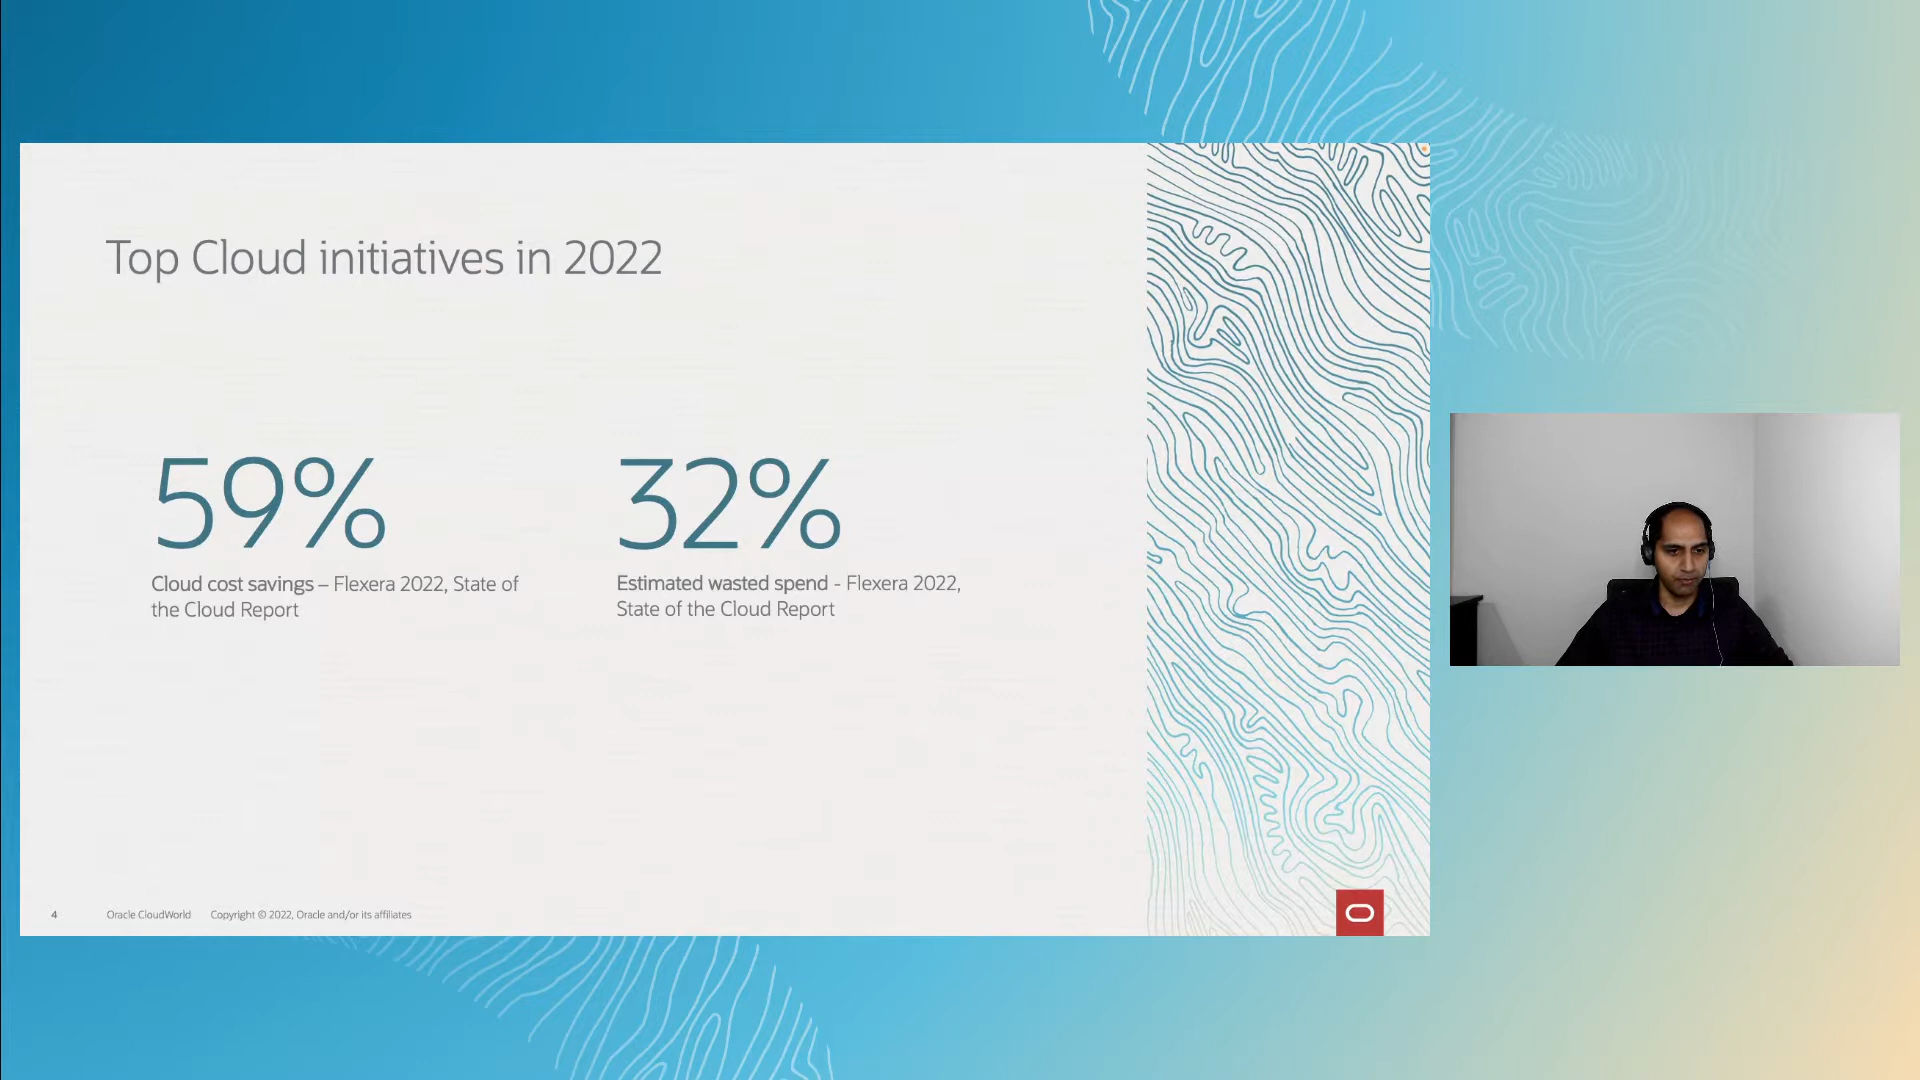 Top Cloud initiatives in 2022
59%
Cloud cost savings – Flexera 2022, State of
the Cloud Report
32%
Estimated wasted spend - Flexera 2022,
State of the Cloud Report
4 Oracle CloudWorld Copyright © 2022, Oracle and/or its affiliates